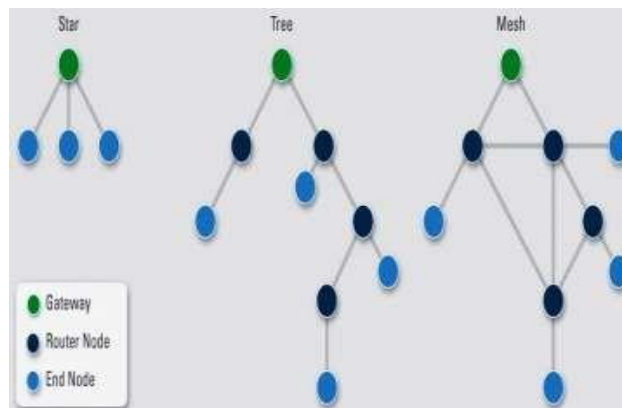 Star
Tree
Mesh
Gateway
Router Node
End Node